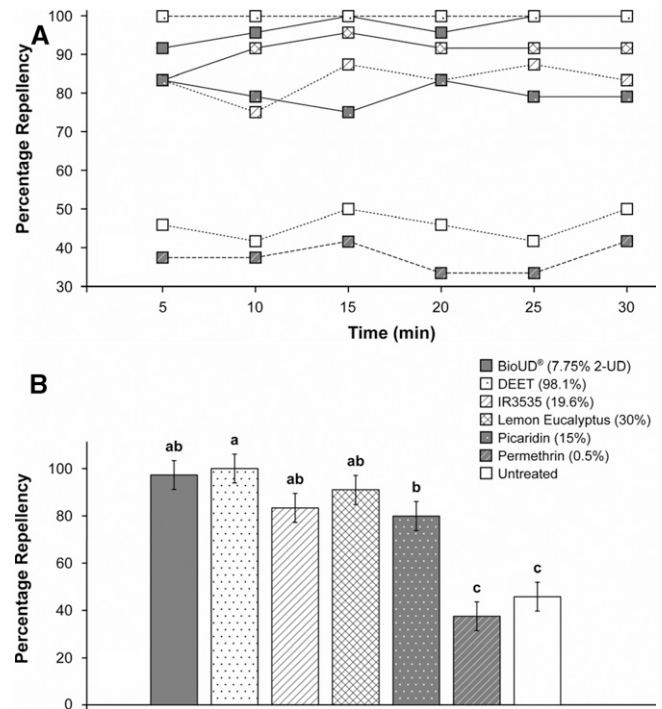 A
Percentage Repellency
100
90
80
70
60
50
40
30
5 10 15 20 25 30
Time (min)
B
BioUD® (7.75% 2-UD)
DEET (98.1%)
IR3535 (19.6%)
Lemon Eucalyptus (30%)
Picaridin (15%)
Permethrin (0.5%)
Untreated
Percentage Repellency
100
80
60
40
20
0
ab a ab ab b c c